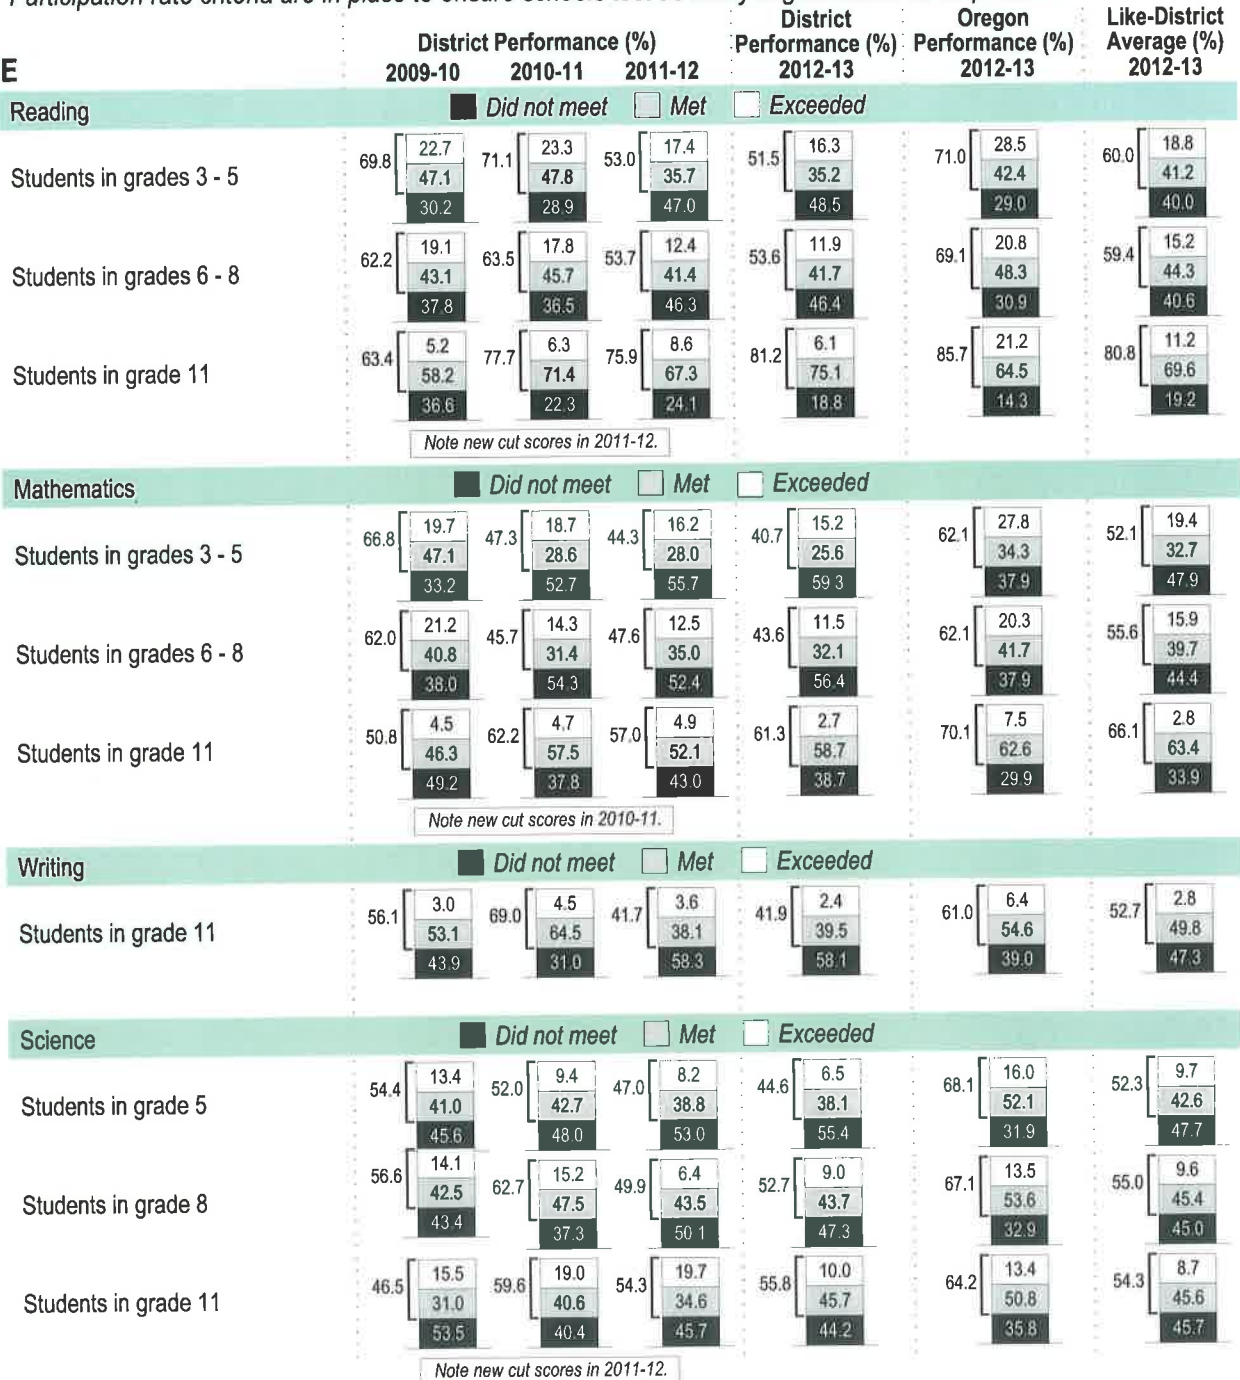 District
Performance (%)
2012-13
Oregon
Performance (%)
2012-13
Like-District
Average (%)
2012-13
District Performance (%)
E
2009-10 2010-11 2011-12
Reading
Did not meet Met Exceeded
Students in grades 3 - 5
69.8 22.7 47.1 30.2
71.1 23.3 47.8 28.9
53.0 17.4 35.7 47.0
51.5 16.3 35.2 48.5
71.0 28.5 42.4 29.0
60.0 18.8 41.2 40.0
Students in grades 6 - 8
62.2 19.1 43.1 37.8
63.5 17.8 45.7 36.5
53.7 12.4 41.4 46.3
53.6 11.9 41.7 46.4
69.1 20.8 48.3 30.9
59.4 15.2 44.3 40.6
Students in grade 11
63.4 5.2 58.2 36.6
77.7 6.3 71.4 22.3
75.9 8.6 67.3 24.1
81.2 6.1 75.1 18.8
85.7 21.2 64.5 14.3
80.8 11.2 69.6 19.2
Note new cut scores in 2011-12.
Mathematics
Did not meet Met Exceeded
Students in grades 3 - 5
66.8 19.7 47.1 33.2
47.3 18.7 28.6 52.7
44.3 16.2 28.0 55.7
40.7 15.2 25.6 59.3
62.1 27.8 34.3 37.9
52.1 19.4 32.7 47.9
Students in grades 6 - 8
62.0 21.2 40.8 38.0
45.7 14.3 31.4 54.3
47.6 12.5 35.0 52.4
43.6 11.5 32.1 56.4
62.1 20.3 41.7 37.9
55.6 15.9 39.7 44.4
Students in grade 11
50.8 4.5 46.3 49.2
62.2 4.7 57.5 37.8
57.0 4.9 52.1 43.0
61.3 2.7 58.7 38.7
70.1 7.5 62.6 29.9
66.1 2.8 63.4 33.9
Note new cut scores in 2010-11.
Writing
Did not meet Met Exceeded
Students in grade 11
56.1 3.0 53.1 43.9
69.0 4.5 64.5 31.0
41.7 3.6 38.1 58.3
41.9 2.4 39.5 58.1
61.0 6.4 54.6 39.0
52.7 2.8 49.8 47.3
Science
Did not meet Met Exceeded
Students in grade 5
54.4 13.4 41.0 45.6
52.0 9.4 42.7 48.0
47.0 8.2 38.8 53.0
44.6 6.5 38.1 55.4
68.1 16.0 52.1 31.9
52.3 9.7 42.6 47.7
Students in grade 8
56.6 14.1 42.5 43.4
62.7 15.2 47.5 37.3
49.9 6.4 43.5 50.1
52.7 9.0 43.7 47.3
67.1 13.5 53.6 32.9
55.0 9.6 45.4 45.0
Students in grade 11
46.5 15.5 31.0 53.5
59.6 19.0 40.6 40.4
54.3 19.7 34.6 45.7
55.8 10.0 45.7 44.2
64.2 13.4 50.8 35.8
54.3 8.7 45.6 45.7
Note new cut scores in 2011-12.